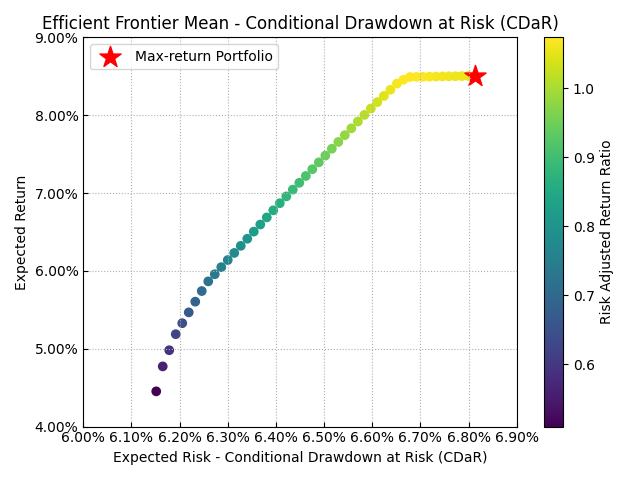 Efficient Frontier Mean - Conditional Drawdown at Risk (CDaR)
Max-return Portfolio
9.00%
8.00%
7.00%
6.00%
5.00%
4.00%
Expected Return
6.00% 6.10% 6.20% 6.30% 6.40% 6.50% 6.60% 6.70% 6.80% 6.90%
Expected Risk - Conditional Drawdown at Risk (CDaR)
1.0
0.9
0.8
0.7
0.6
Risk Adjusted Return Ratio